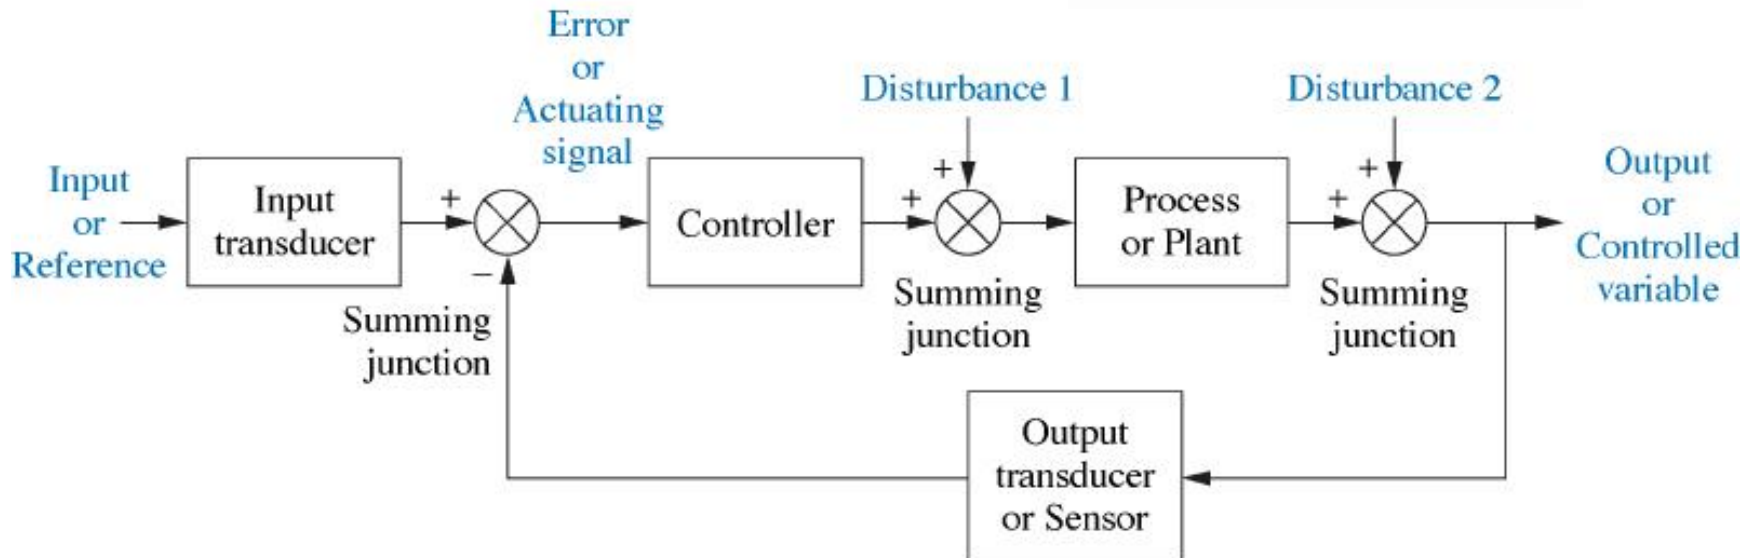 Error
or
Actuating
signal
Disturbance 1
Disturbance 2
Input
or
Reference
Input
transducer
+
−
Summing
junction
Controller
+
+
Summing
junction
Process
or Plant
+
+
Summing
junction
Output
or
Controlled
variable
Output
transducer
or Sensor